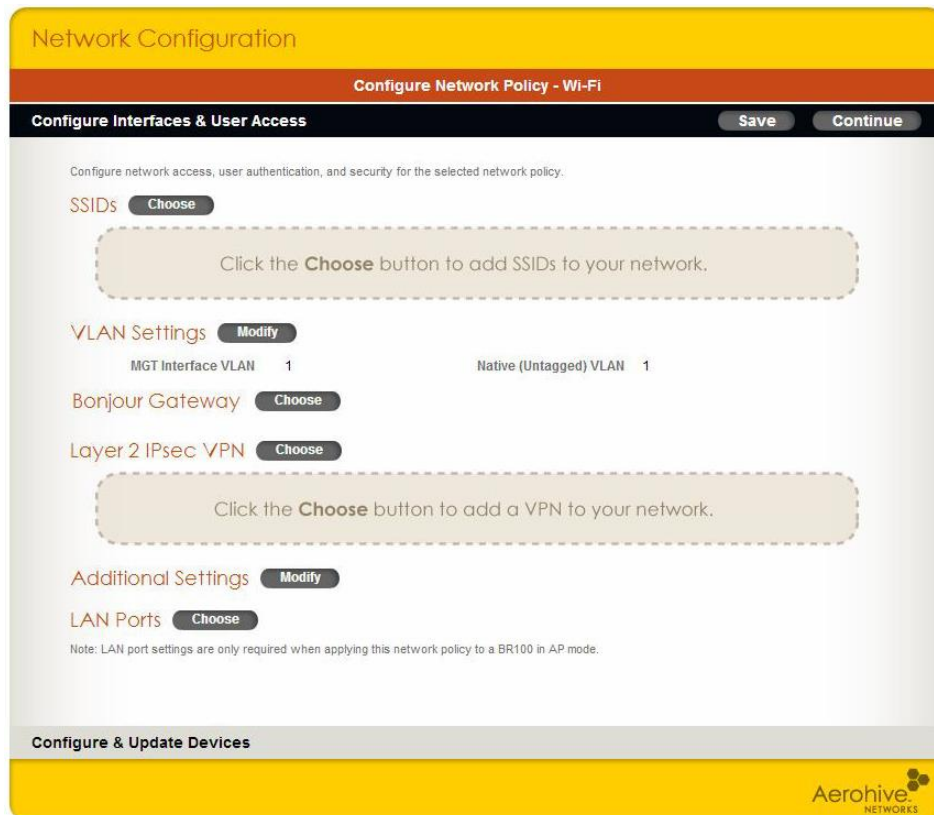 Network Configuration
Configure Network Policy - Wi-Fi
Configure Interfaces & User Access Save Continue
Configure network access, user authentication, and security for the selected network policy.
SSIDs Choose
Click the Choose button to add SSIDs to your network.
VLAN Settings Modify
MGT Interface VLAN 1 Native (Untagged) VLAN 1
Bonjour Gateway Choose
Layer 2 IPsec VPN Choose
Click the Choose button to add a VPN to your network.
Additional Settings Modify
LAN Ports Choose
Note: LAN port settings are only required when applying this network policy to a BR100 in AP mode.
Configure & Update Devices
Aerohive
NETWORKS